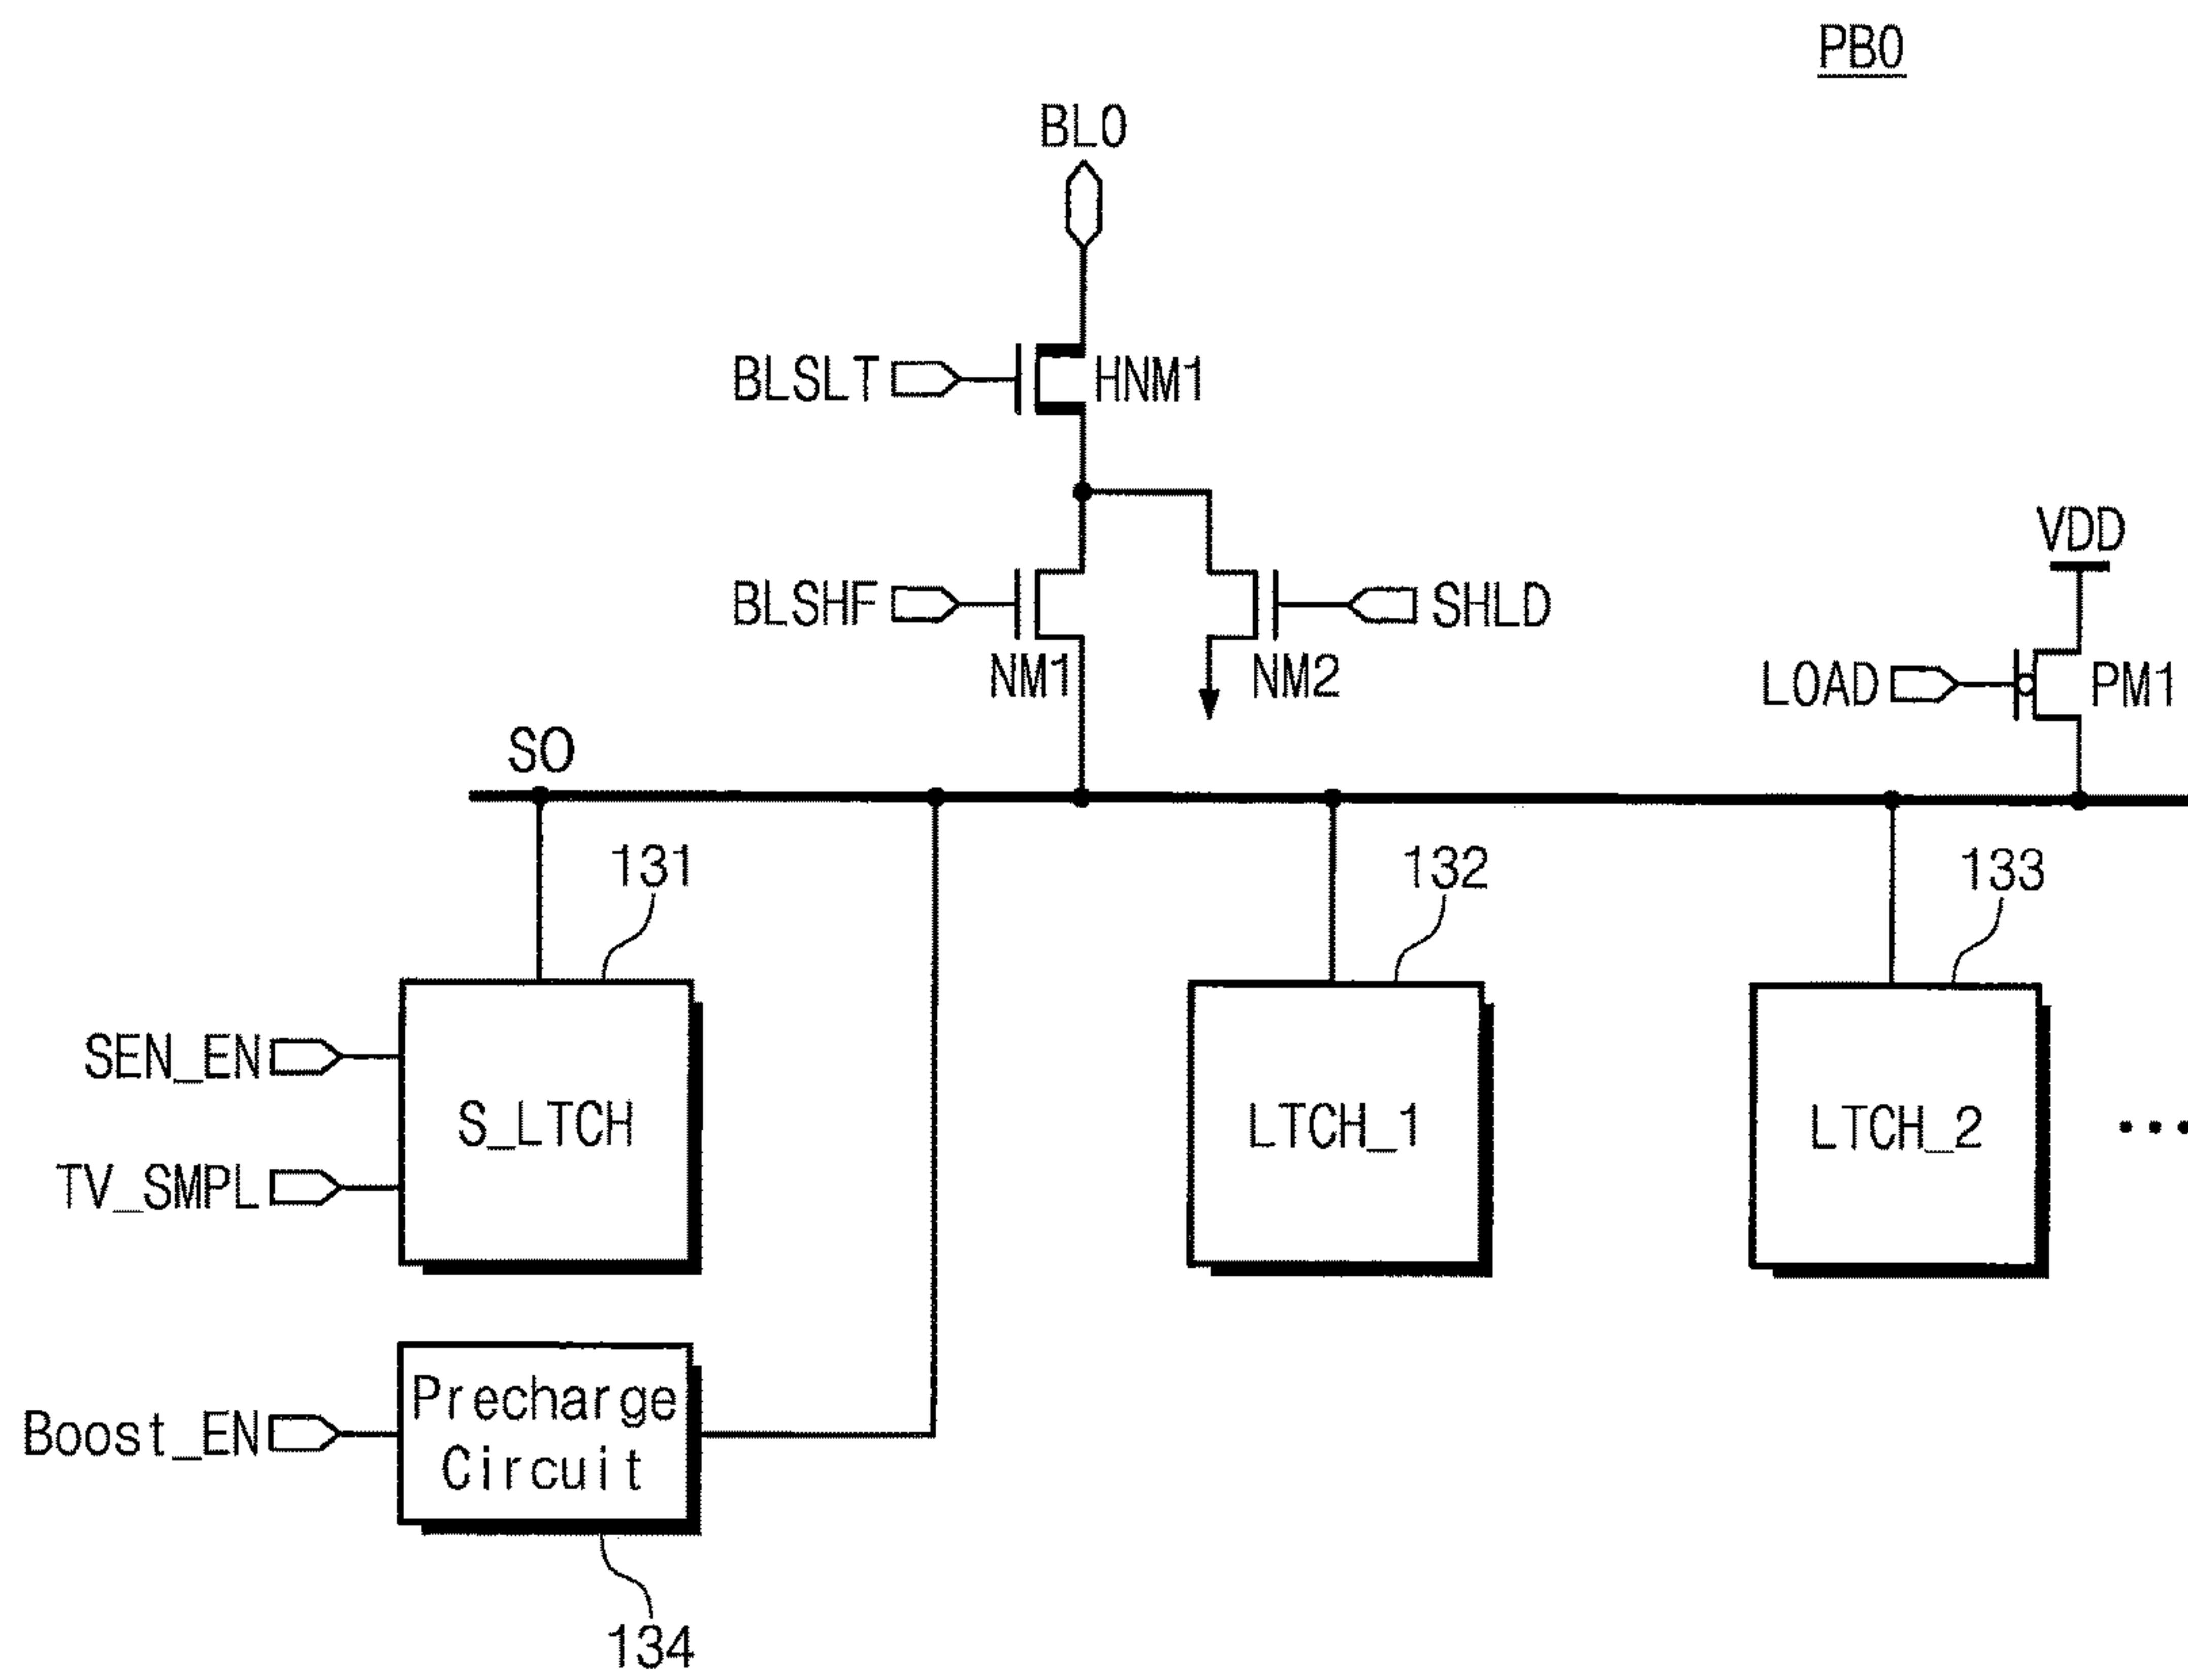 PB0
BL0
BLSLT HNM1
VDD
BLSHF SHLD
NM1 NM2
LOAD PM1
SO
131 132 133
SEN_EN
S_LTCH LTCH_1 LTCH_2 ...
TV_SMPL
Precharge
Boost_EN
Circuit
134